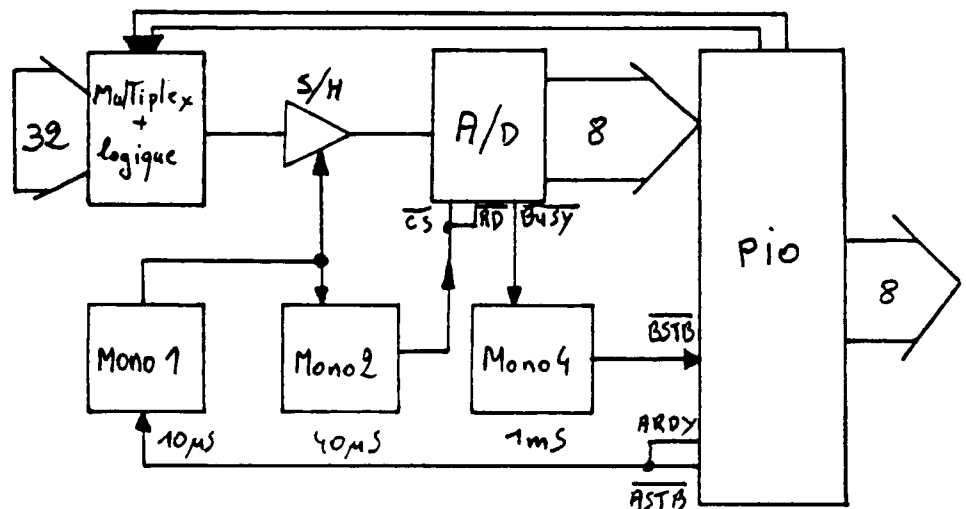 32
Multiplex
+
logique
S/H
A/D
8
CS
RD
BUSY
PIO
8
Mono 1
Mono 2
Mono 4
BSTB
10µS
40µS
1mS
ARDY
ASTB